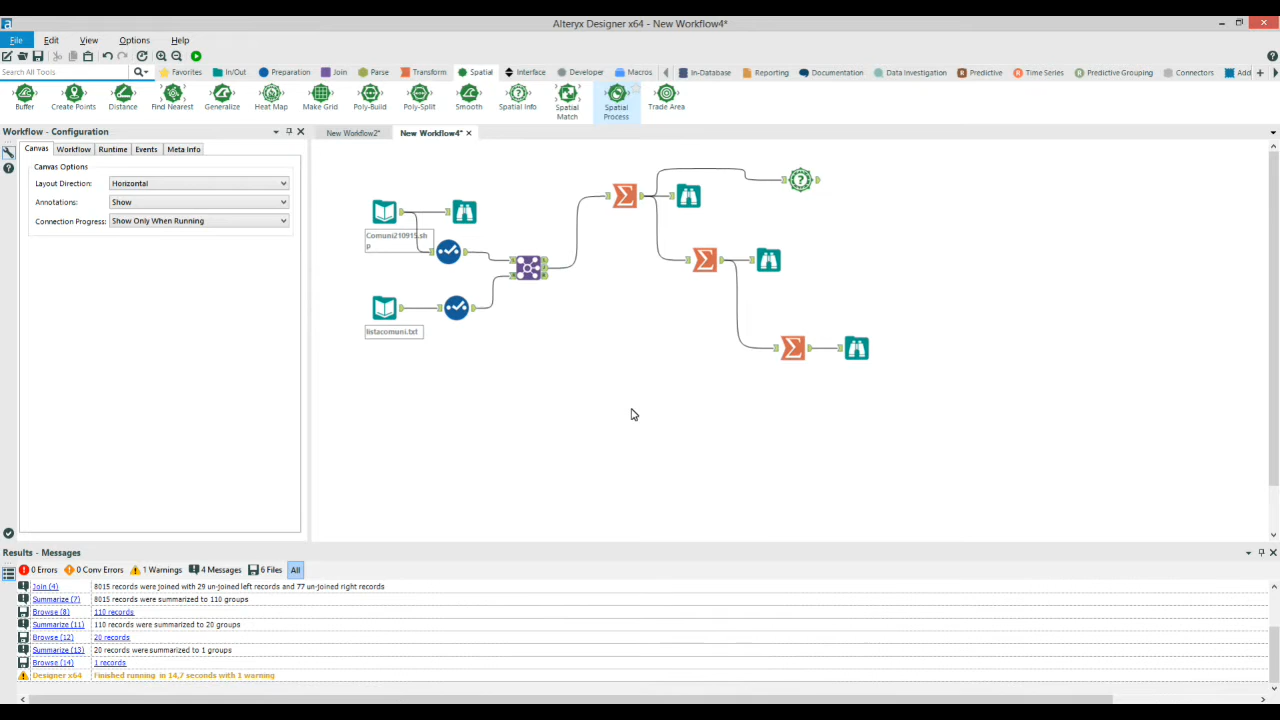 Alteryx Designer x64 - New Workflow4*
File Edit View Options Help
Search All Tools Favorites In/Out Preparation Join Parse Transform Spatial Interface Developer Macros In-Database Reporting Documentation Data Investigation Predictive Time Series Predictive Grouping Connectors Add
Buffer Create Points Distance Find Nearest Generalize Heat Map Make Grid Poly-Build Poly-Split Smooth Spatial Info Spatial Match Spatial Process Trade Area
Workflow - Configuration
New Workflow2* New Workflow4*
Canvas Workflow Runtime Events Meta Info
Canvas Options
Layout Direction: Horizontal
Annotations: Show
Connection Progress: Show Only When Running
Comuni210915.sh
p
listacomuni.txt
Results - Messages
0 Errors 0 Conv Errors 1 Warnings 4 Messages 6 Files All
Join (4) 8015 records were joined with 29 un-joined left records and 77 un-joined right records
Summarize (7) 8015 records were summarized to 110 groups
Browse (8) 110 records
Summarize (11) 110 records were summarized to 20 groups
Browse (12) 20 records
Summarize (13) 20 records were summarized to 1 groups
Browse (14) 1 records
Designer x64 Finished running in 14,7 seconds with 1 warning